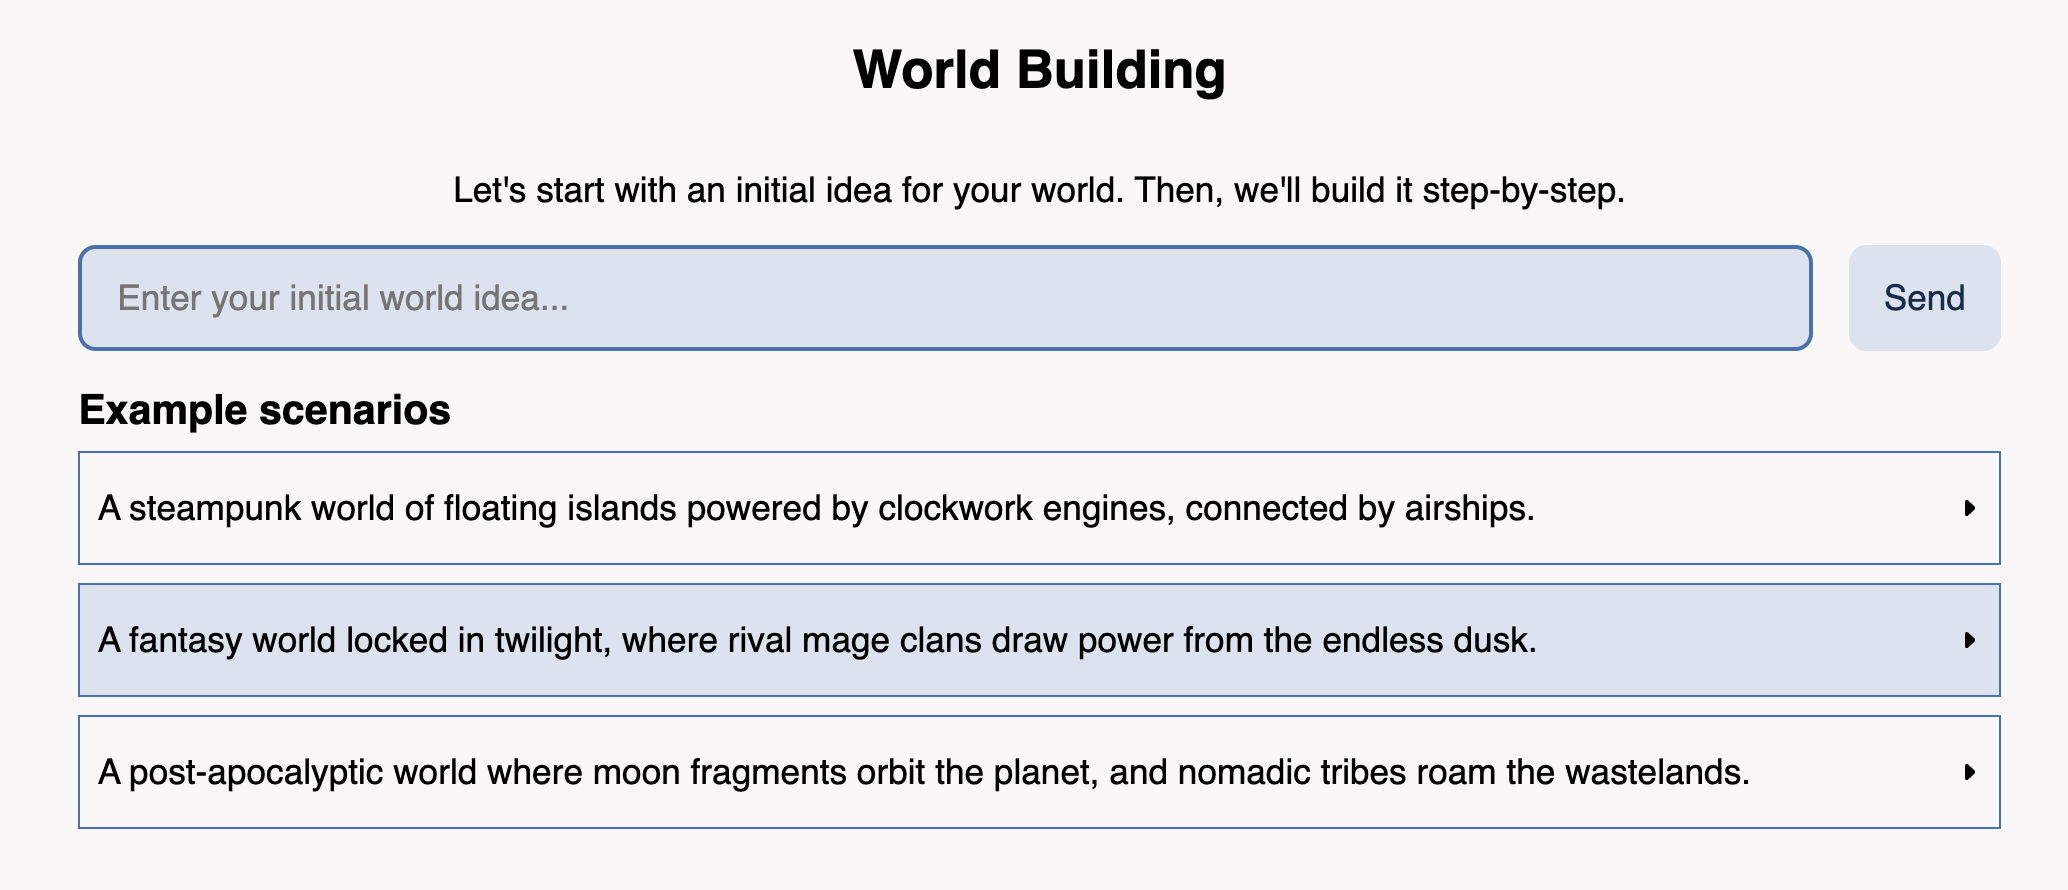 World Building
Let's start with an initial idea for your world. Then, we'll build it step-by-step.
Enter your initial world idea...
Send
Example scenarios
A steampunk world of floating islands powered by clockwork engines, connected by airships.
A fantasy world locked in twilight, where rival mage clans draw power from the endless dusk.
A post-apocalyptic world where moon fragments orbit the planet, and nomadic tribes roam the wastelands.